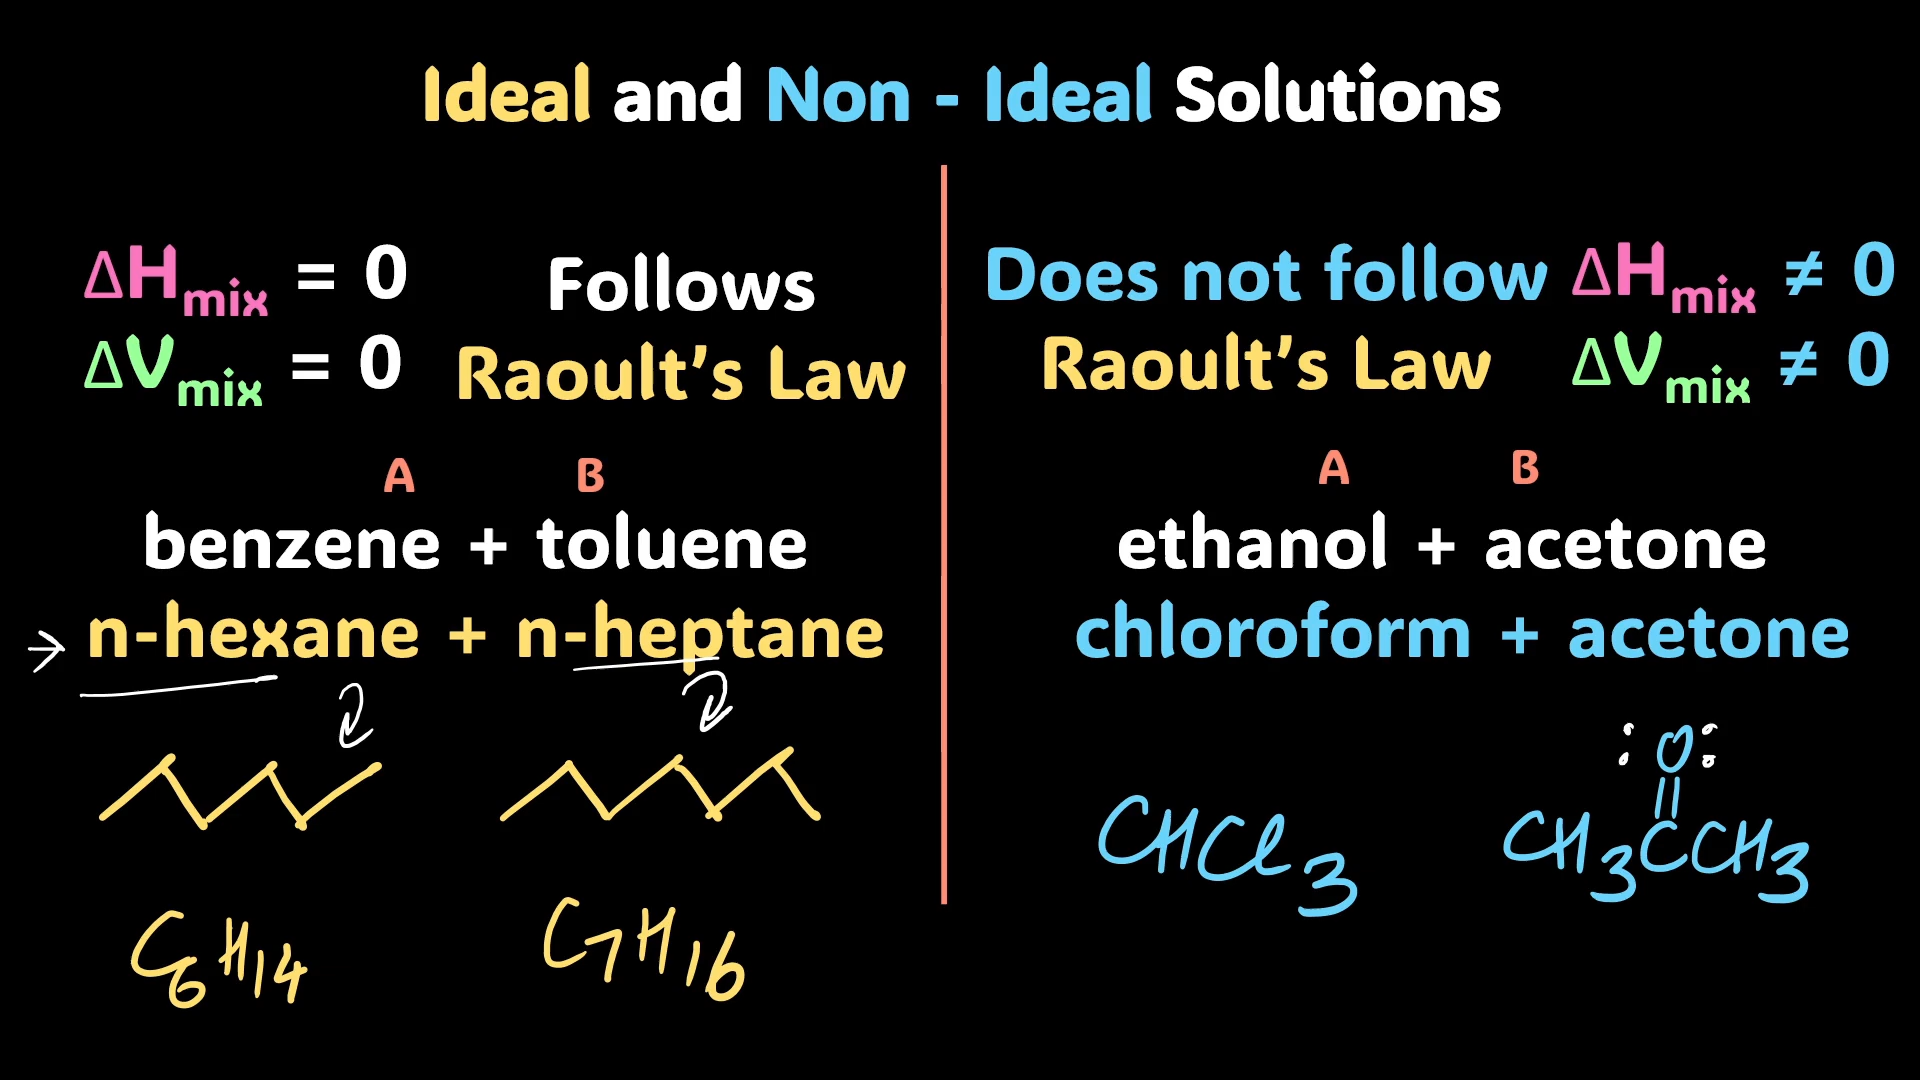 Ideal and Non - Ideal Solutions
ΔHmix = 0
ΔVmix = 0
Follows
Raoult’s Law
A B
benzene + toluene
n-hexane + n-heptane
C6H14
C7H16
Does not follow
Raoult’s Law
ΔHmix ≠ 0
ΔVmix ≠ 0
A B
ethanol + acetone
chloroform + acetone
CHCl3
O
CH3CCH3